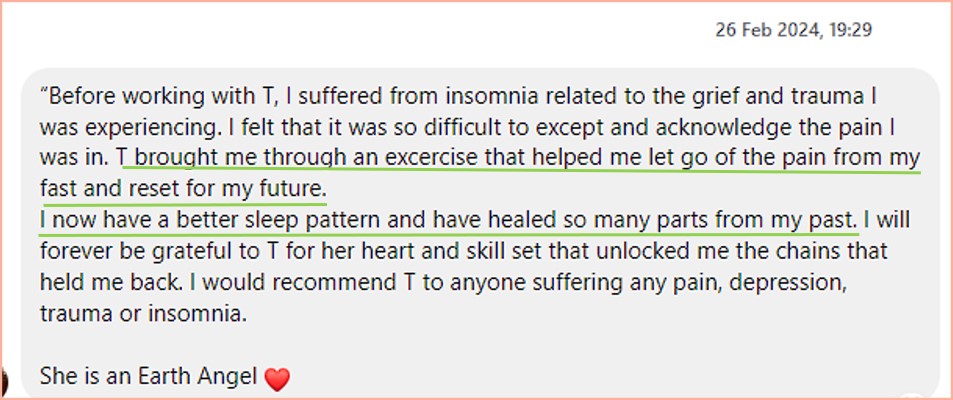 26 Feb 2024, 19:29
“Before working with T, I suffered from insomnia related to the grief and trauma I
was experiencing. I felt that it was so difficult to except and acknowledge the pain I
was in. T brought me through an excercise that helped me let go of the pain from my
fast and reset for my future.
I now have a better sleep pattern and have healed so many parts from my past. I will
forever be grateful to T for her heart and skill set that unlocked me the chains that
held me back. I would recommend T to anyone suffering any pain, depression,
trauma or insomnia.
She is an Earth Angel ❤️